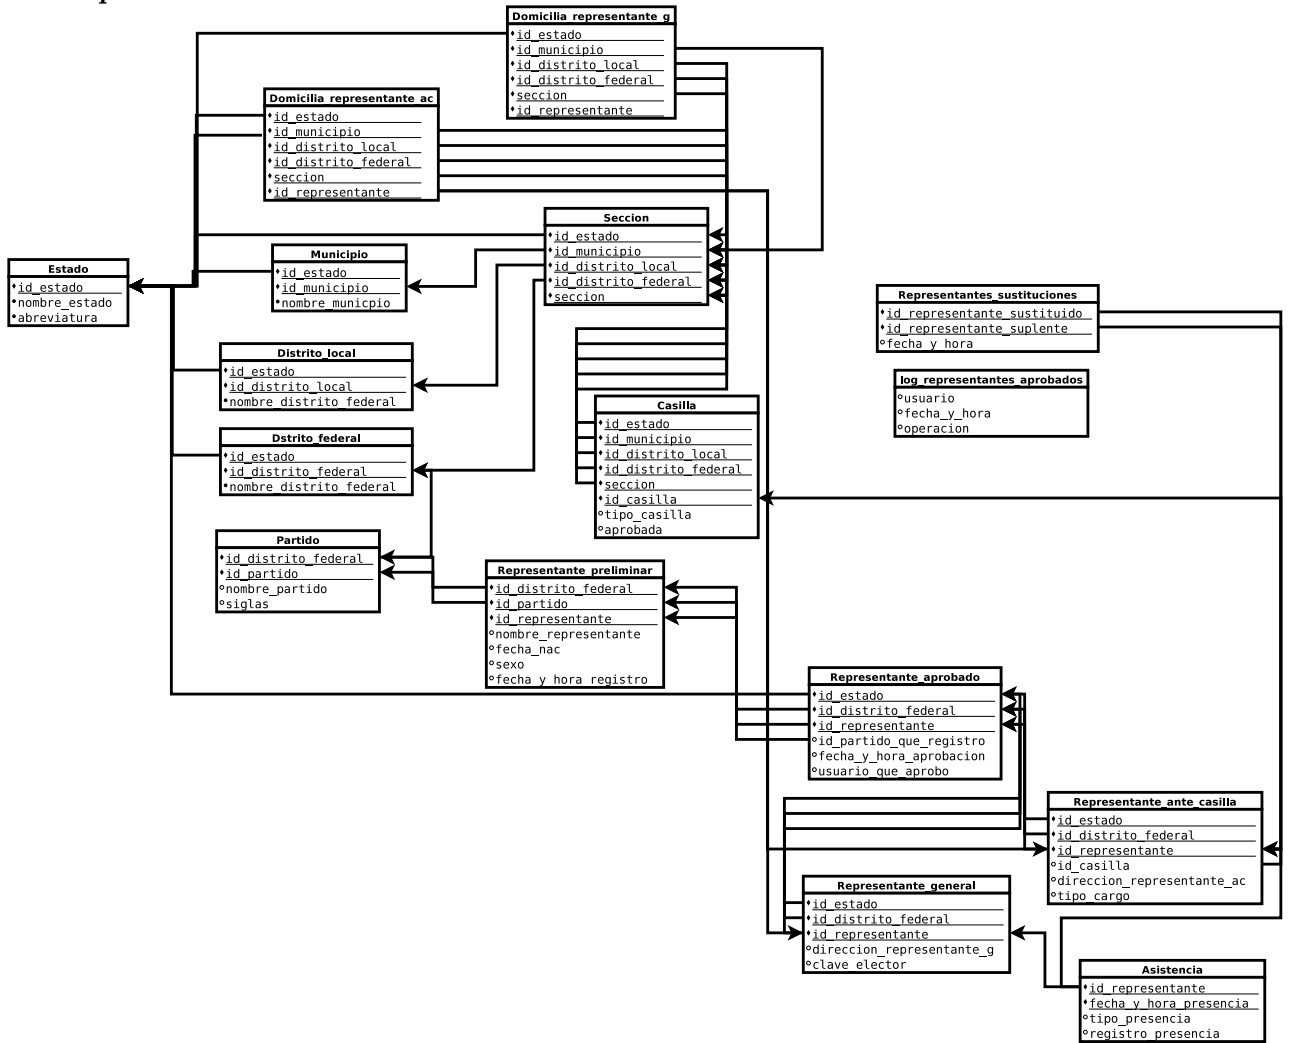 Domicilia_representante_g
id_estado
id_municipio
id_distrito_local
id_distrito_federal
seccion
id_representante
Domicilia_representante_ac
id_estado
id_municipio
id_distrito_local
id_distrito_federal
seccion
id_representante
Seccion
id_estado
id_municipio
id_distrito_local
id_distrito_federal
seccion
Municipio
id_estado
id_municipio
nombre_municpio
Estado
id_estado
nombre_estado
abreviatura
Representantes_sustituciones
id_representante_sustituido
id_representante_suplente
fecha_y_hora
Distrito_local
id_estado
id_distrito_local
nombre_distrito_federal
log_representantes_aprobados
usuario
fecha_y_hora
operacion
Casilla
id_estado
id_municipio
id_distrito_local
id_distrito_federal
seccion
id_casilla
tipo_casilla
aprobada
Dstrito_federal
id_estado
id_distrito_federal
nombre_distrito_federal
Partido
id_distrito_federal
id_partido
nombre_partido
siglas
Representante_preliminar
id_distrito_federal
id_partido
id_representante
nombre_representante
fecha_nac
sexo
fecha_y_hora_registro
Representante_aprobado
id_estado
id_distrito_federal
id_representante
id_partido_que_registro
fecha_y_hora_aprobacion
usuario_que_aprobo
Representante_ante_casilla
id_estado
id_distrito_federal
id_representante
id_casilla
direccion_representante_ac
tipo_cargo
Representante_general
id_estado
id_distrito_federal
id_representante
direccion_representante_g
clave_elector
Asistencia
id_representante
fecha_y_hora_presencia
tipo_presencia
registro_presencia